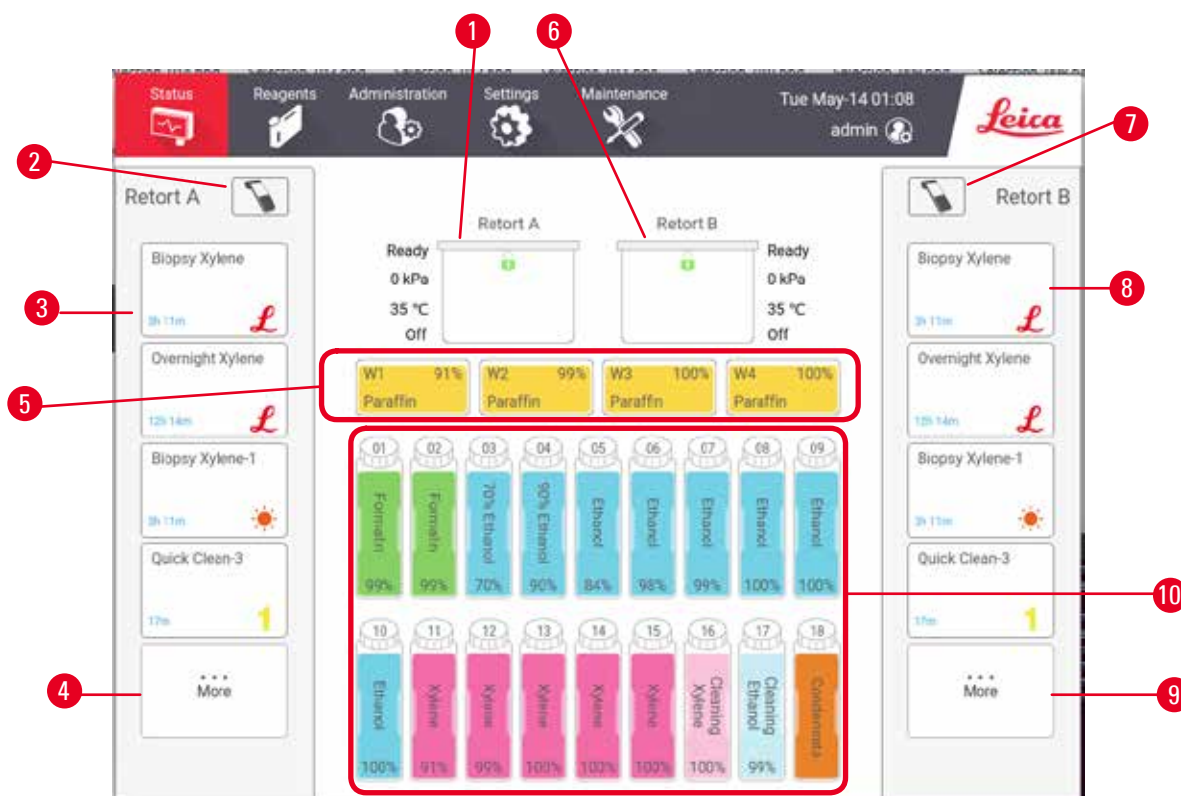 1
6
Status
Reagents
Administration
Settings
Maintenance
Tue May-14 01:08
admin
Leica
7
2
Retort A
Retort B
Retort A
Retort B
Biopsy Xylene
3h 11m
Ready
0 kPa
35 °C
Off
Ready
0 kPa
35 °C
Off
Biopsy Xylene
3h 11m
3
8
Overnight Xylene
12h 14m
W1 91%
Paraffin
W2 99%
Paraffin
W3 100%
Paraffin
W4 100%
Paraffin
Overnight Xylene
12h 14m
5
Biopsy Xylene-1
3h 11m
Biopsy Xylene-1
3h 11m
Quick Clean-3
17m
1
Quick Clean-3
17m
1
01
02
03
04
05
06
07
08
09
Formalin
Formalin
70% Ethanol
90% Ethanol
Ethanol
Ethanol
Ethanol
Ethanol
Ethanol
99%
99%
70%
90%
84%
98%
99%
100%
100%
10
10
11
12
13
14
15
16
17
18
Ethanol
Xylene
Xylene
Xylene
Xylene
Xylene
Cleaning
Xylene
Cleaning
Ethanol
100%
91%
99%
100%
100%
100%
100%
99%
4
...
More
...
More
9